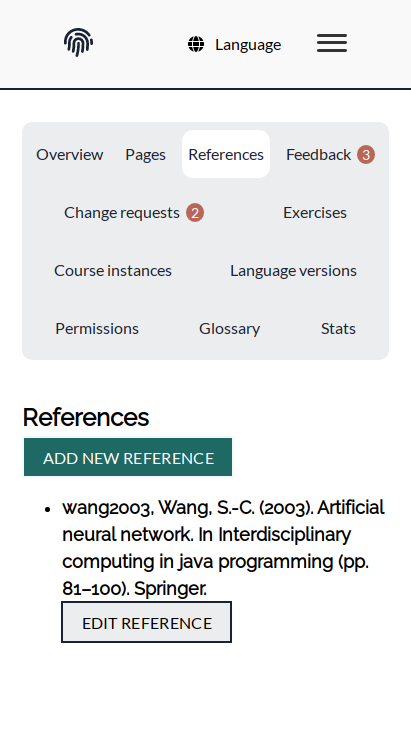 Language
Overview Pages References Feedback 3
Change requests 2 Exercises
Course instances Language versions
Permissions Glossary Stats
References
ADD NEW REFERENCE
wang2003, Wang, S.-C. (2003). Artificial
neural network. In Interdisciplinary
computing in java programming (pp.
81–100). Springer.
EDIT REFERENCE